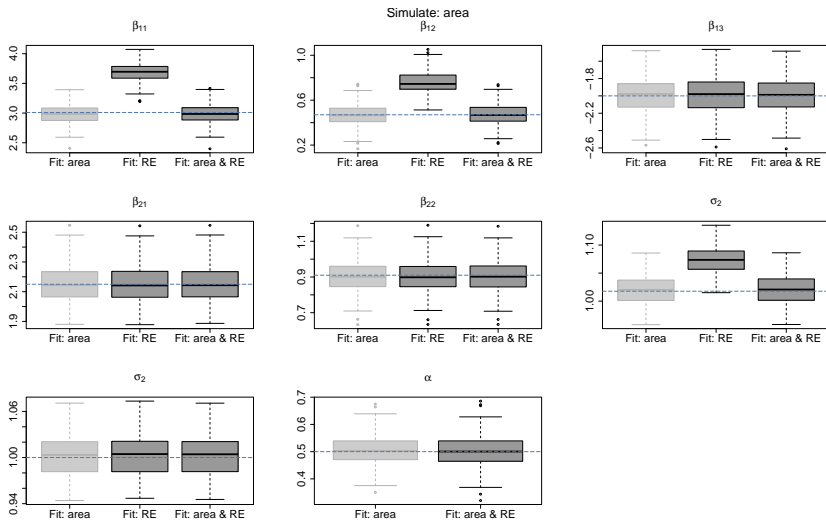 Simulate: area
β11 β12 β13
4.0 3.5 3.0 2.5
1.0 0.6 0.2
−1.8 −2.2 −2.6
Fit: area Fit: RE Fit: area & RE Fit: area Fit: RE Fit: area & RE Fit: area Fit: RE Fit: area & RE
β21 β22 σ2
2.5 2.3 2.1 1.9
1.1 0.9 0.7
1.10 1.00
Fit: area Fit: RE Fit: area & RE Fit: area Fit: RE Fit: area & RE Fit: area Fit: RE Fit: area & RE
σ2 α
1.06 1.00 0.94
0.7 0.6 0.5 0.4
Fit: area Fit: RE Fit: area & RE Fit: area Fit: area & RE